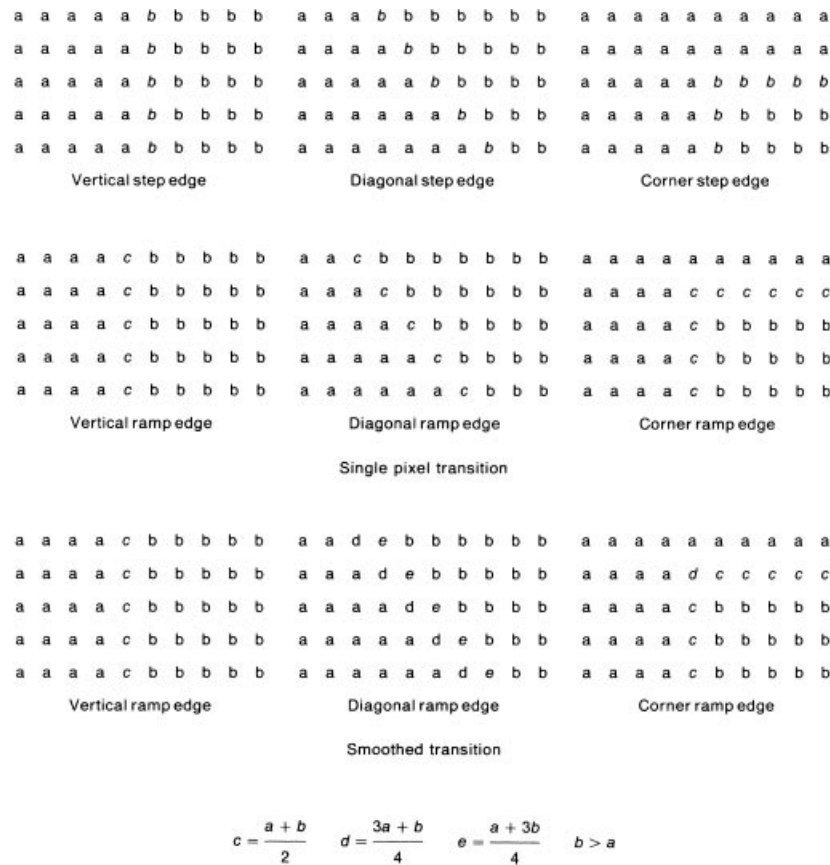 a a a a a b b b b b a a a b b b b b b b a a a a a a a a a a
a a a a a b b b b b a a a a b b b b b b a a a a a a a a a a
a a a a a b b b b b a a a a a b b b b b a a a a a b b b b b
a a a a a b b b b b a a a a a a b b b b a a a a a b b b b b
a a a a a b b b b b a a a a a a a b b b a a a a a b b b b b
Vertical step edge Diagonal step edge Corner step edge
a a a a c b b b b b a a c b b b b b b b a a a a a a a a a a
a a a a c b b b b b a a a c b b b b b b a a a a c c c c c c
a a a a c b b b b b a a a a c b b b b b a a a a c b b b b b
a a a a c b b b b b a a a a a c b b b b a a a a c b b b b b
a a a a c b b b b b a a a a a a c b b b a a a a c b b b b b
Vertical ramp edge Diagonal ramp edge Corner ramp edge
Single pixel transition
a a a a c b b b b b a a d e b b b b b b a a a a a a a a a a
a a a a c b b b b b a a a d e b b b b b a a a a d c c c c c
a a a a c b b b b b a a a a d e b b b b a a a a c b b b b b
a a a a c b b b b b a a a a a d e b b b a a a a c b b b b b
a a a a c b b b b b a a a a a a d e b b a a a a c b b b b b
Vertical ramp edge Diagonal ramp edge Corner ramp edge
Smoothed transition
c = (a + b)/2 d = (3a + b)/4 e = (a + 3b)/4 b > a